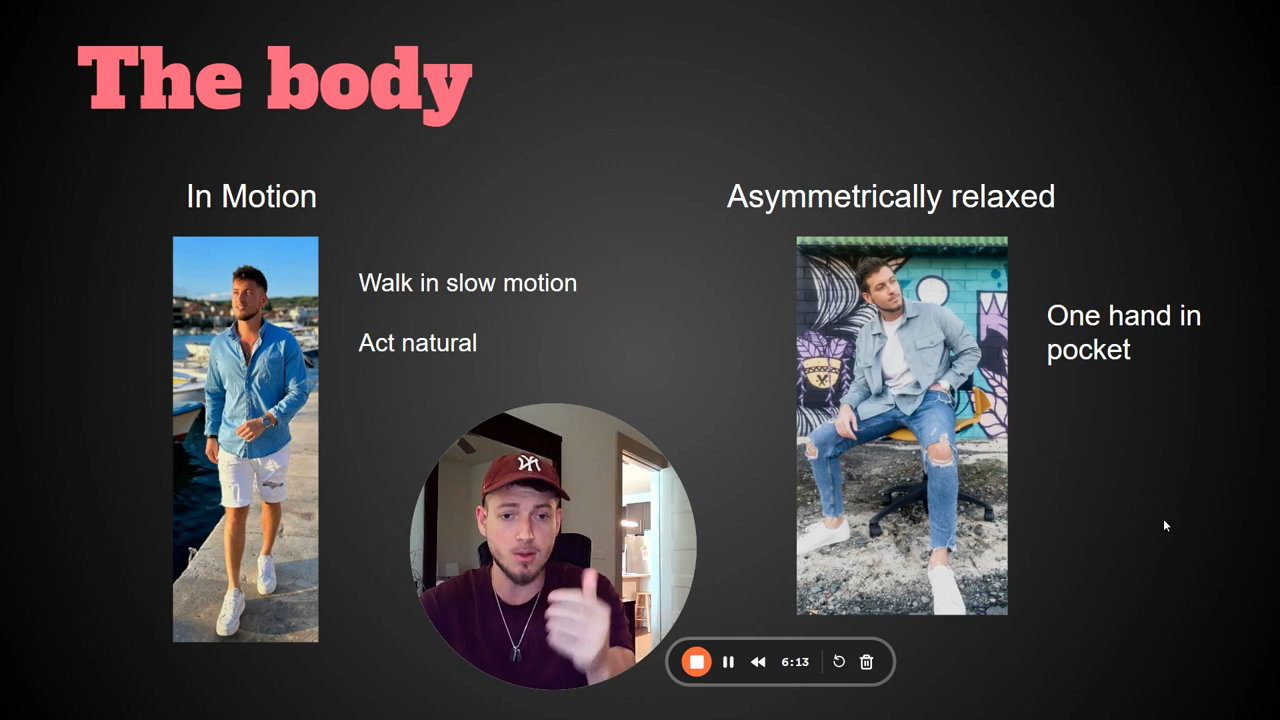 The body
In Motion
Walk in slow motion
Act natural
Asymmetrically relaxed
One hand in
pocket
6:13